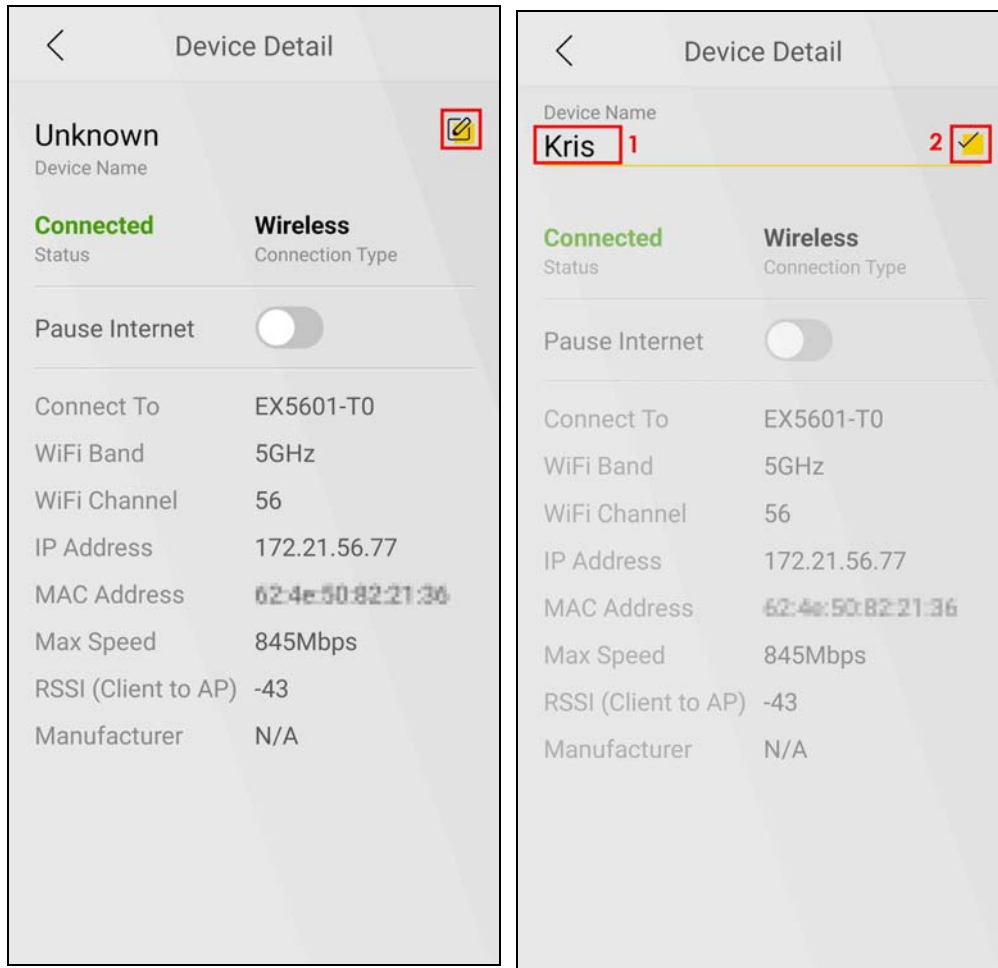 Device Detail
Unknown
Device Name
Connected Wireless
Status Connection Type
Pause Internet
Connect To EX5601-T0
WiFi Band 5GHz
WiFi Channel 56
IP Address 172.21.56.77
MAC Address
Max Speed 845Mbps
RSSI (Client to AP) -43
Manufacturer N/A
Device Detail
Device Name
Kris 1 2
Connected Wireless
Status Connection Type
Pause Internet
Connect To EX5601-T0
WiFi Band 5GHz
WiFi Channel 56
IP Address 172.21.56.77
MAC Address
Max Speed 845Mbps
RSSI (Client to AP) -43
Manufacturer N/A